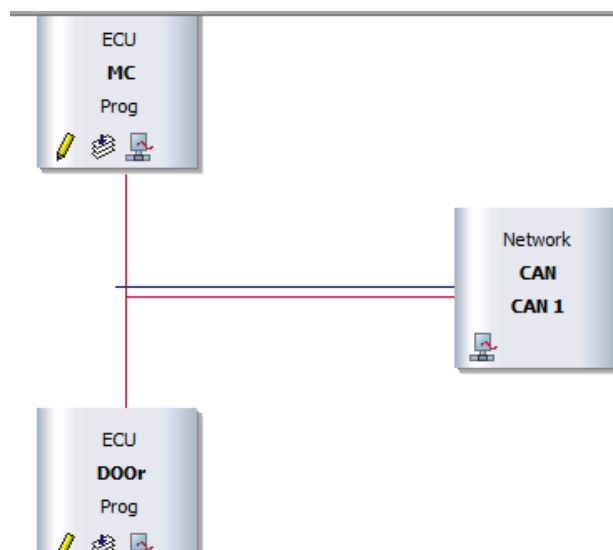 ECU
MC
Prog
Network
CAN
CAN 1
ECU
DOOr
Prog